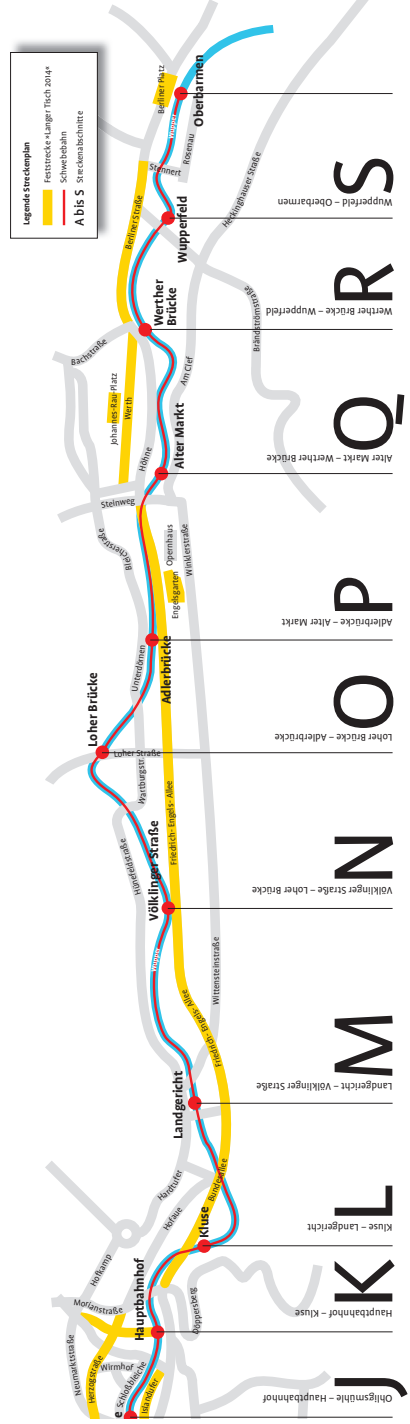 Legende Streckenplan
Feststrecke »Langer Tisch 2014«
Schwebebahn
A bis S Streckenabschnitte
Berliner Platz
Oberbarmen
Wupper
Rosenau
Stennert
Berliner Straße
Wupperfeld
Heckinghauser Straße
Werther
Brücke
Brändströmstraße
Bachstraße
Am Clef
Johannes-Rau-Platz
Werth
Höhne
Alter Markt
Steinweg
Bleicherstraße
Opernhaus
Engelsgarten
Winklerstraße
Unterdörnen
Adlerbrücke
Loher Brücke
Loher Straße
Wartburgstr.
Friedrich-Engels-Allee
Hünefeldstraße
Völklinger Straße
Wupper
Wittensteinstraße
Friedrich-Engels-Allee
Landgericht
Hardtufer
Hofaue
Bundesallee
Kluse
Hofkamp
Morianstraße
Hauptbahnhof
Döppersberg
Neumarktstraße
Herzogstraße
Wirmhof
Schloßbleiche
Islandufer
e
S
Wupperfeld – Oberbarmen
R
Werther Brücke – Wupperfeld
Q
Alter Markt – Werther Brücke
P
Adlerbrücke – Alter Markt
O
Loher Brücke – Adlerbrücke
N
Völklinger Straße – Loher Brücke
M
Landgericht – Völklinger Straße
L
Kluse – Landgericht
K
Hauptbahnhof – Kluse
J
Ohligsmühle – Hauptbahnhof